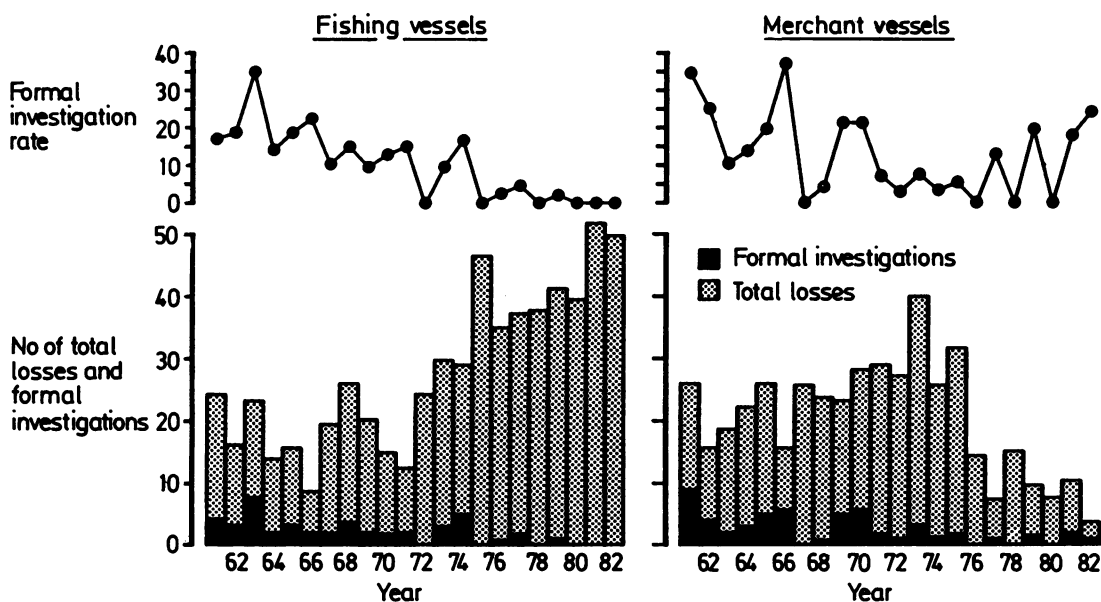 Fishing vessels
Merchant vessels
Formal
investigation
rate
40
30
20
10
0
No of total
losses and
formal
investigations
50
40
30
20
10
0
Formal investigations
Total losses
62 64 66 68 70 72 74 76 78 80 82
Year
62 64 66 68 70 72 74 76 78 80 82
Year